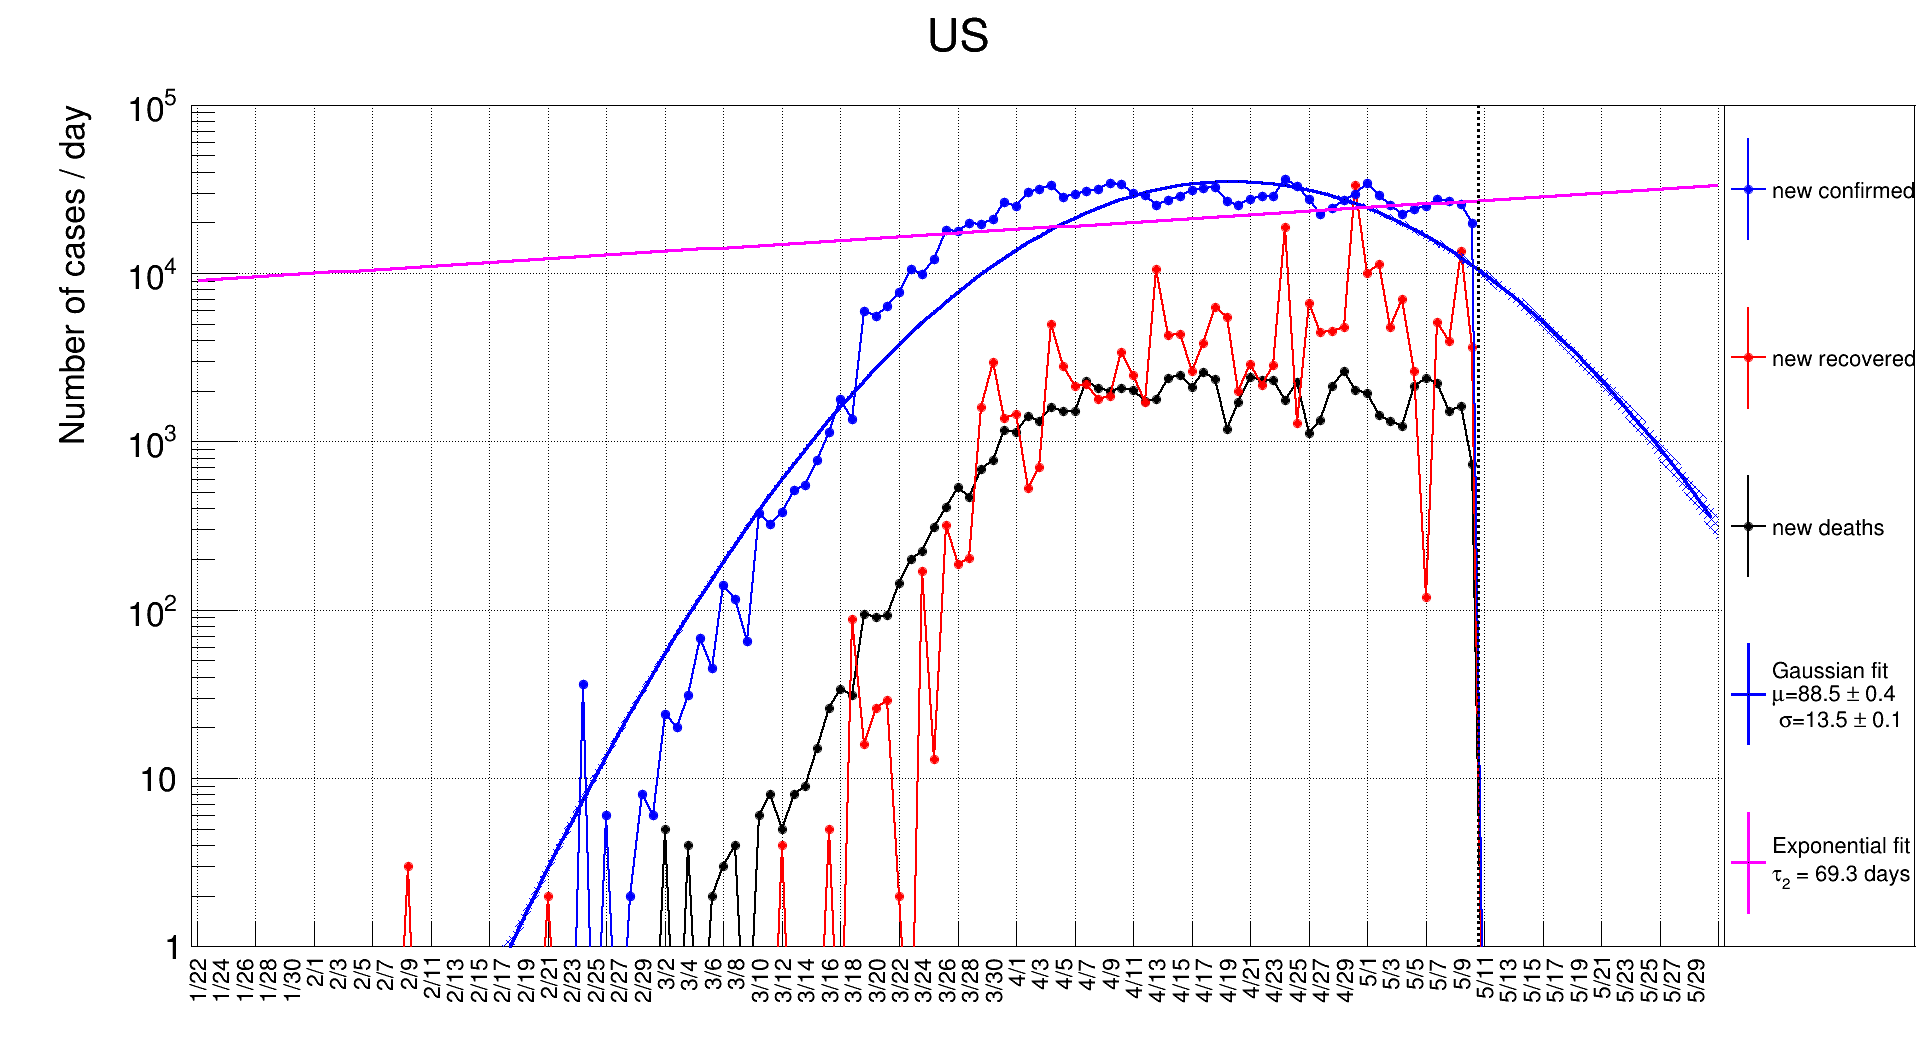 US
Number of cases / day
10⁵
10⁴
10³
10²
10
1
1/22 1/24 1/26 1/28 1/30 2/1 2/3 2/5 2/7 2/9 2/11 2/13 2/15 2/17 2/19 2/21 2/23 2/25 2/27 2/29 3/2 3/4 3/6 3/8 3/10 3/12 3/14 3/16 3/18 3/20 3/22 3/24 3/26 3/28 3/30 4/1 4/3 4/5 4/7 4/9 4/11 4/13 4/15 4/17 4/19 4/21 4/23 4/25 4/27 4/29 5/1 5/3 5/5 5/7 5/9 5/11 5/13 5/15 5/17 5/19 5/21 5/23 5/25 5/27 5/29
new confirmed
new recovered
new deaths
Gaussian fit
μ=88.5 ± 0.4
σ=13.5 ± 0.1
Exponential fit
τ₂ = 69.3 days